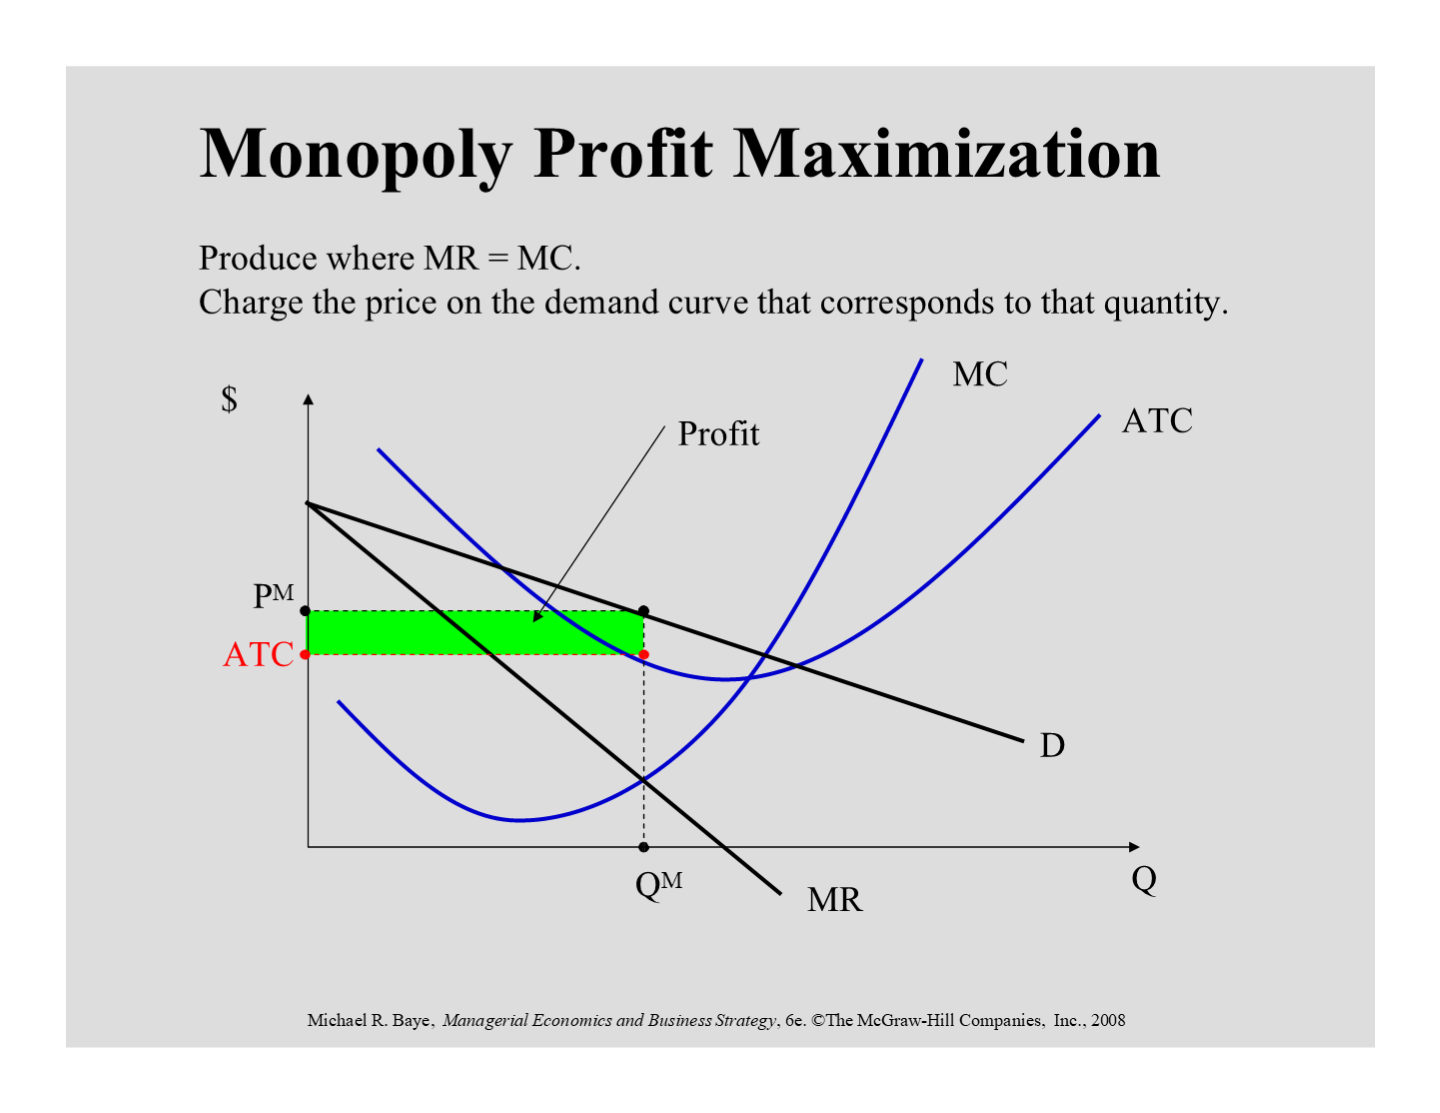 Monopoly Profit Maximization
Produce where MR = MC.
Charge the price on the demand curve that corresponds to that quantity.
$
MC
ATC
Profit
PM
ATC
D
QM
MR
Q
Michael R. Baye, Managerial Economics and Business Strategy, 6e. ©The McGraw-Hill Companies, Inc., 2008